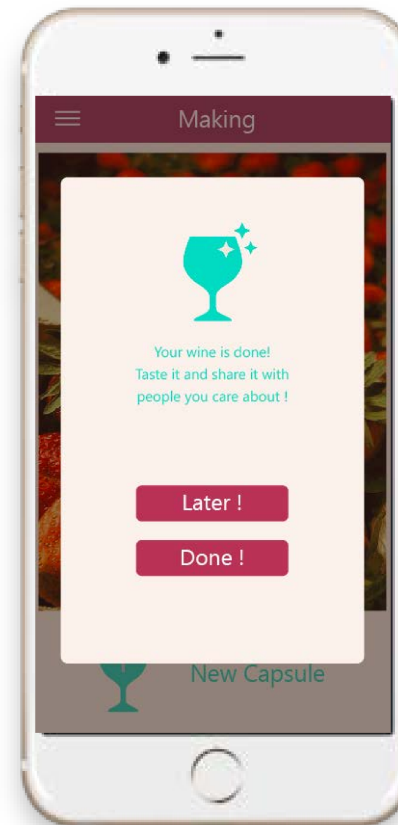 Making
Your wine is done!
Taste it and share it with
people you care about !
Later !
Done !
New Capsule